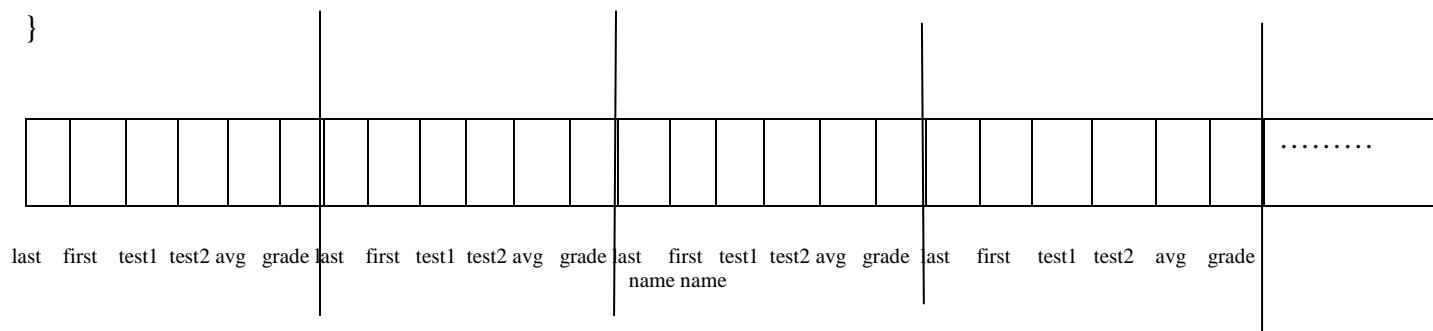 }
………
last first test1 test2 avg grade last first test1 test2 avg grade last first test1 test2 avg grade last first test1 test2 avg grade
name name